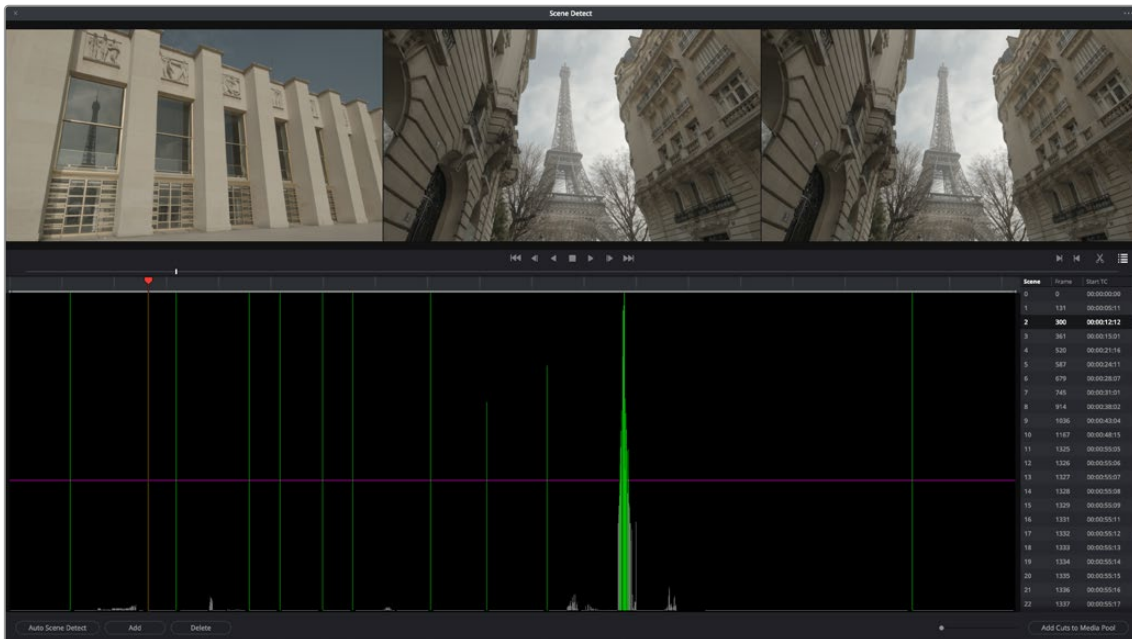 Scene Detect
Scene Frame Start TC
0 0 00:00:00:00
1 131 00:00:05:11
2 300 00:00:12:12
3 361 00:00:15:01
4 520 00:00:21:16
5 587 00:00:24:11
6 679 00:00:28:07
7 745 00:00:31:01
8 914 00:00:38:02
9 1036 00:00:43:04
10 1167 00:00:48:15
11 1325 00:00:55:05
12 1326 00:00:55:06
13 1327 00:00:55:07
14 1328 00:00:55:08
15 1329 00:00:55:09
16 1331 00:00:55:11
17 1332 00:00:55:12
18 1333 00:00:55:13
19 1334 00:00:55:14
20 1335 00:00:55:15
21 1336 00:00:55:16
22 1337 00:00:55:17
Auto Scene Detect Add Delete Add Cuts to Media Pool